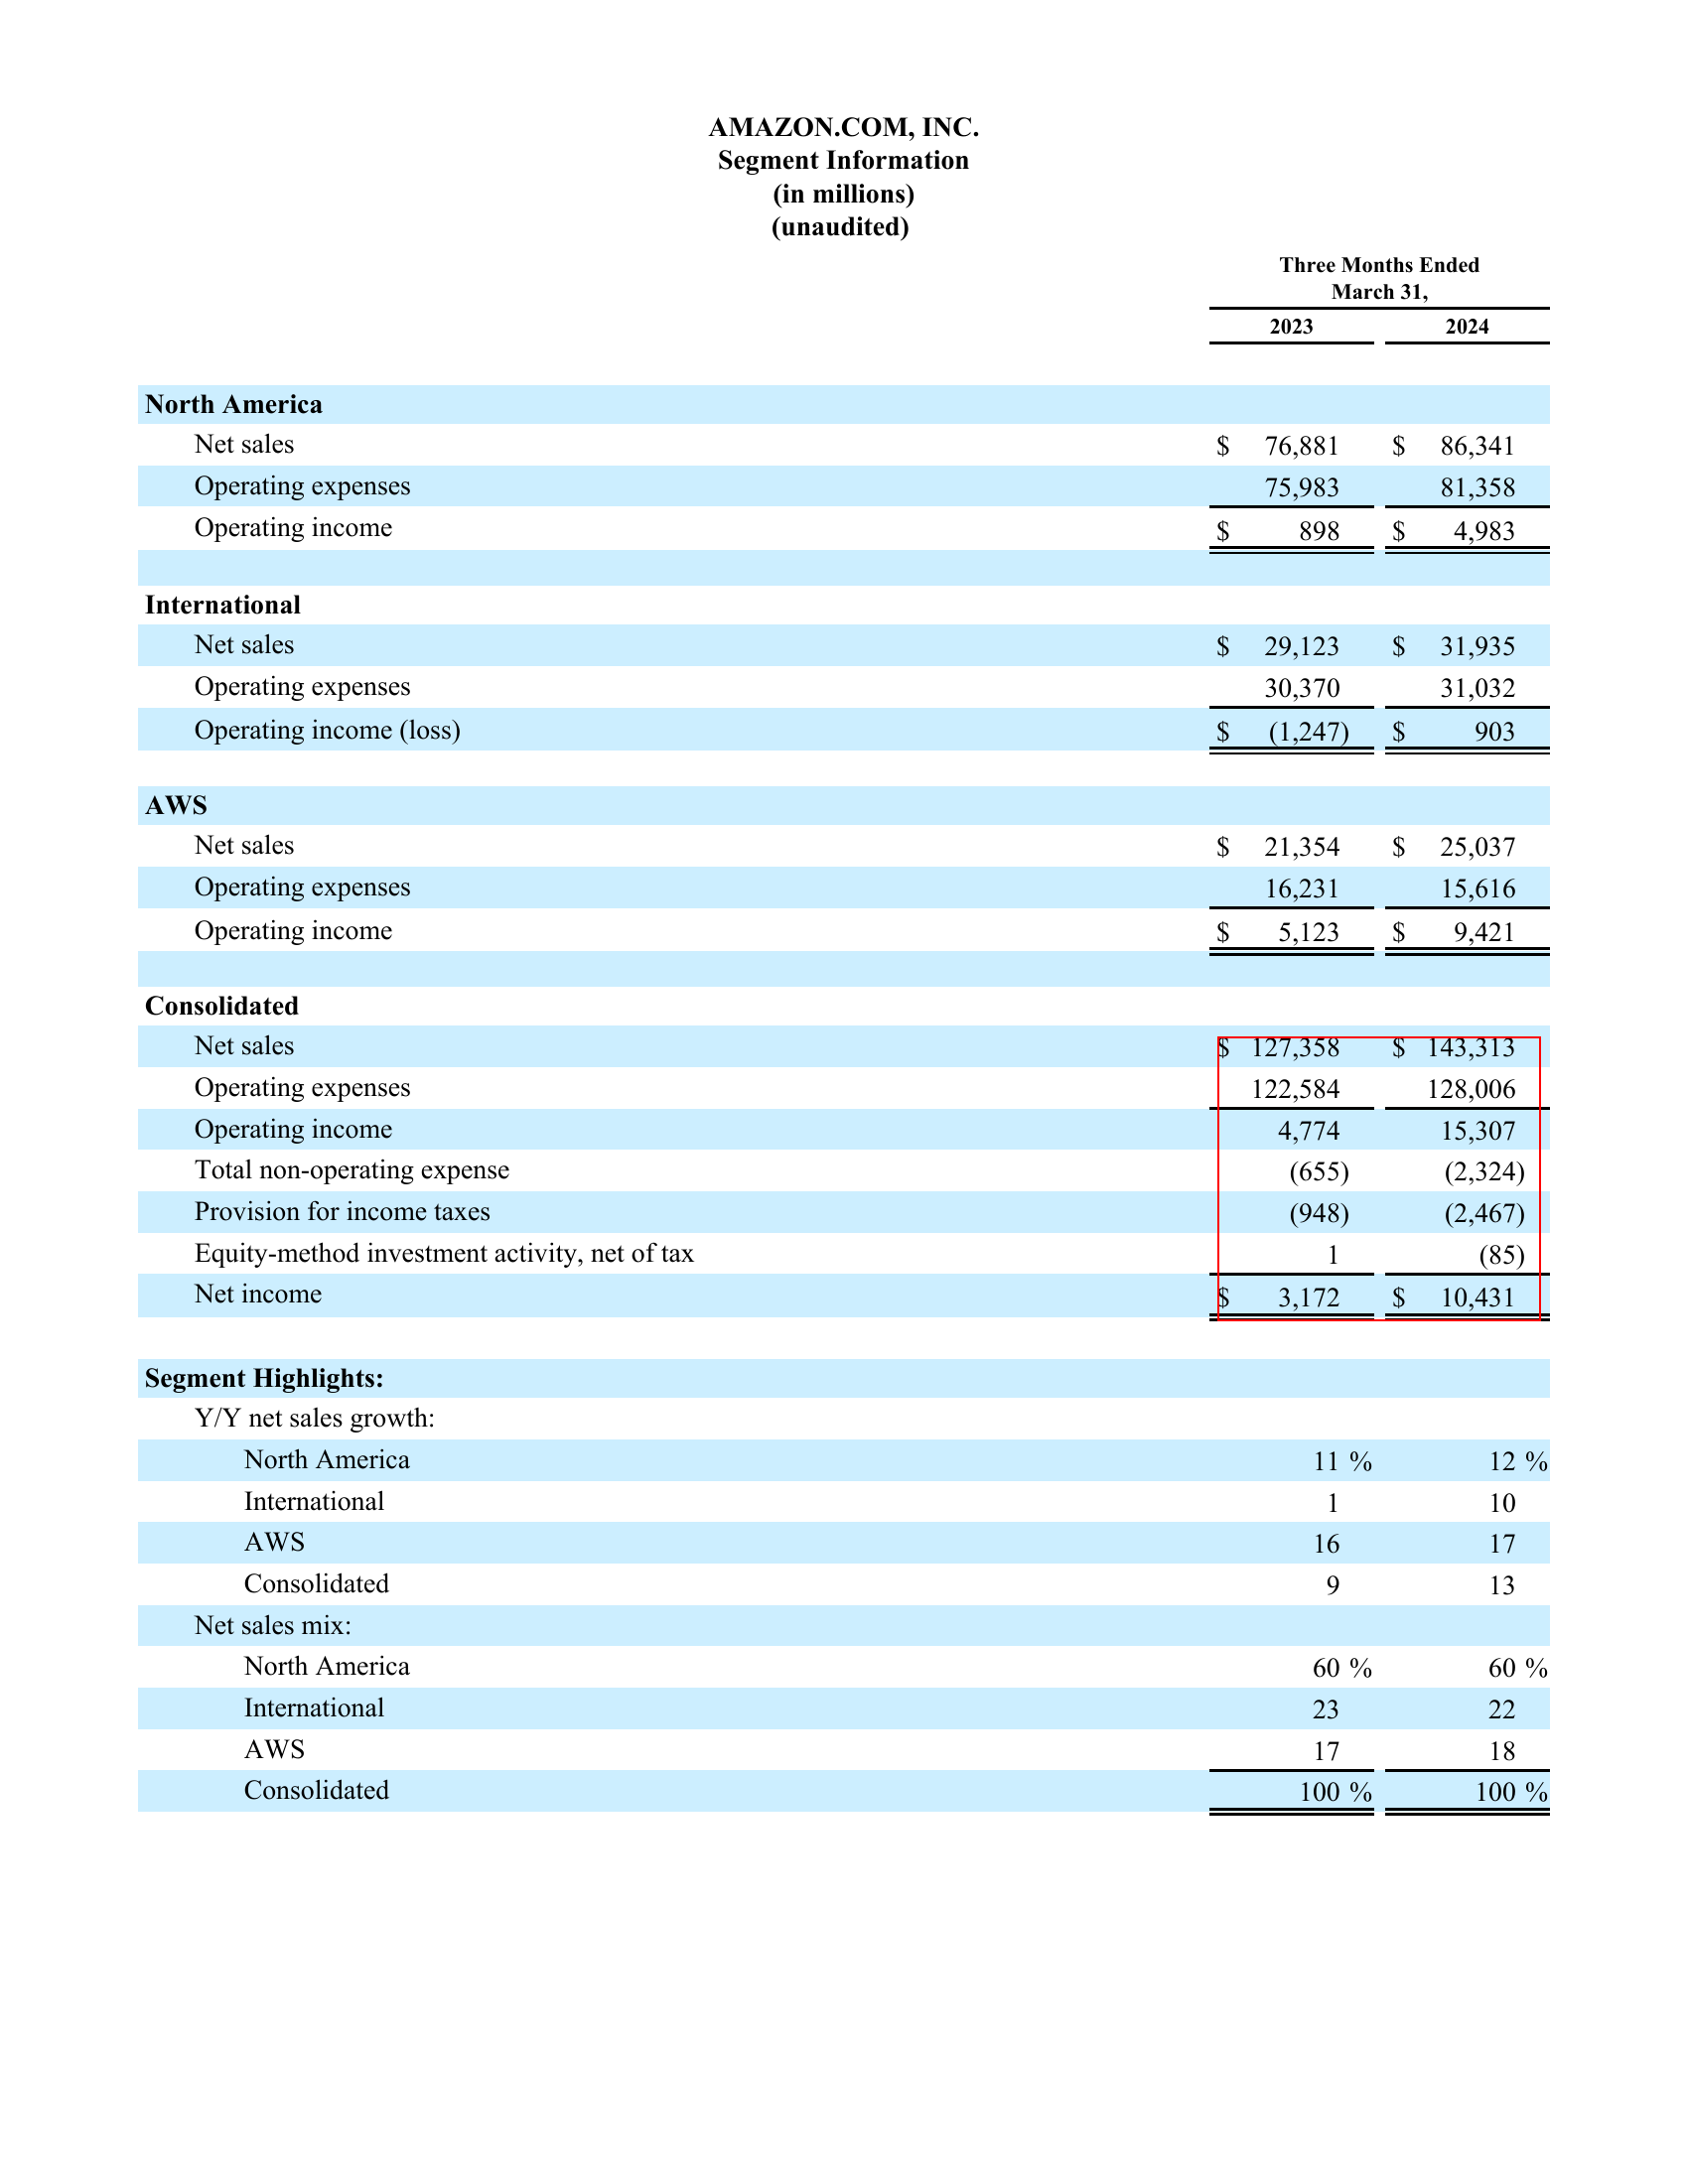 AMAZON.COM, INC.
Segment Information
(in millions)
(unaudited)
Three Months Ended
March 31,
2023 2024
North America
Net sales $ 76,881 $ 86,341
Operating expenses 75,983 81,358
Operating income $ 898 $ 4,983
International
Net sales $ 29,123 $ 31,935
Operating expenses 30,370 31,032
Operating income (loss) $ (1,247) $ 903
AWS
Net sales $ 21,354 $ 25,037
Operating expenses 16,231 15,616
Operating income $ 5,123 $ 9,421
Consolidated
Net sales $ 127,358 $ 143,313
Operating expenses 122,584 128,006
Operating income 4,774 15,307
Total non-operating expense (655) (2,324)
Provision for income taxes (948) (2,467)
Equity-method investment activity, net of tax 1 (85)
Net income $ 3,172 $ 10,431
Segment Highlights:
Y/Y net sales growth:
North America 11 % 12 %
International 1 10
AWS 16 17
Consolidated 9 13
Net sales mix:
North America 60 % 60 %
International 23 22
AWS 17 18
Consolidated 100 % 100 %